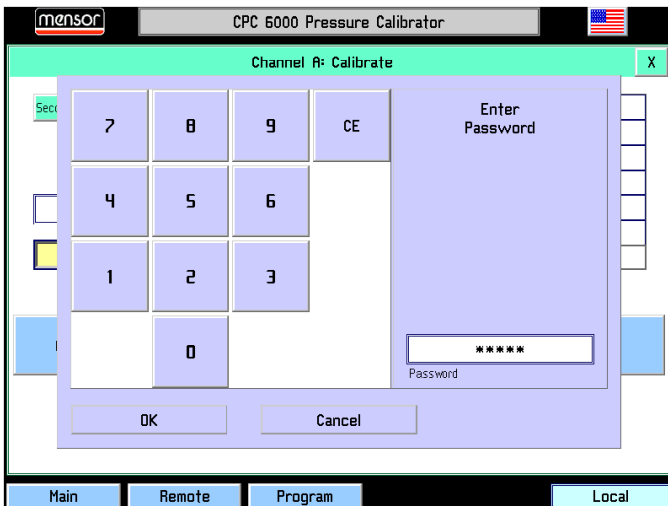 mensor
CPC 6000 Pressure Calibrator
Channel A: Calibrate
X
7
8
9
CE
Enter
Password
4
5
6
1
2
3
0
*****
Password
OK
Cancel
Main
Remote
Program
Local